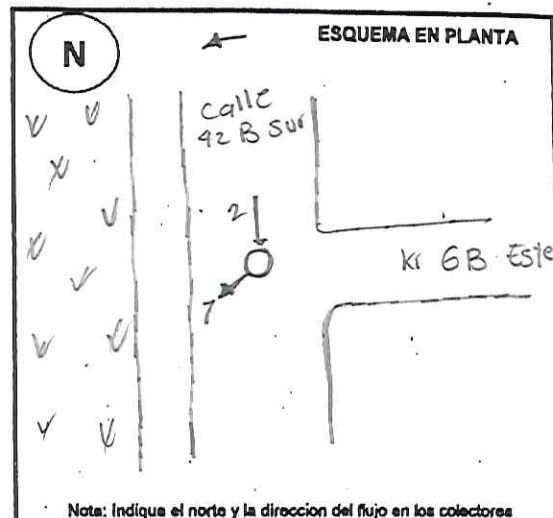 N
ESQUEMA EN PLANTA
Calle
42 B Sur
2
Kr 6B Este
1
Nota: Indique el norte y la direccion del flujo en los colectores